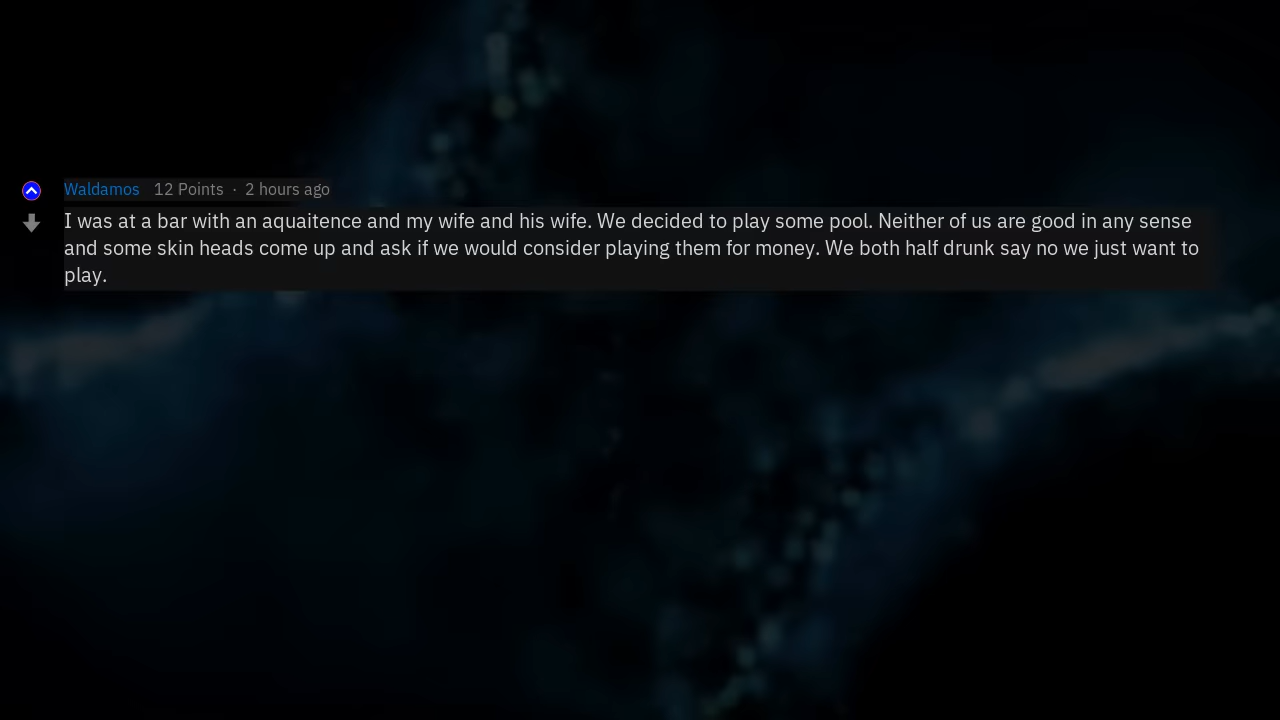 Waldamos 12 Points · 2 hours ago
I was at a bar with an aquaitence and my wife and his wife. We decided to play some pool. Neither of us are good in any sense
and some skin heads come up and ask if we would consider playing them for money. We both half drunk say no we just want to
play.